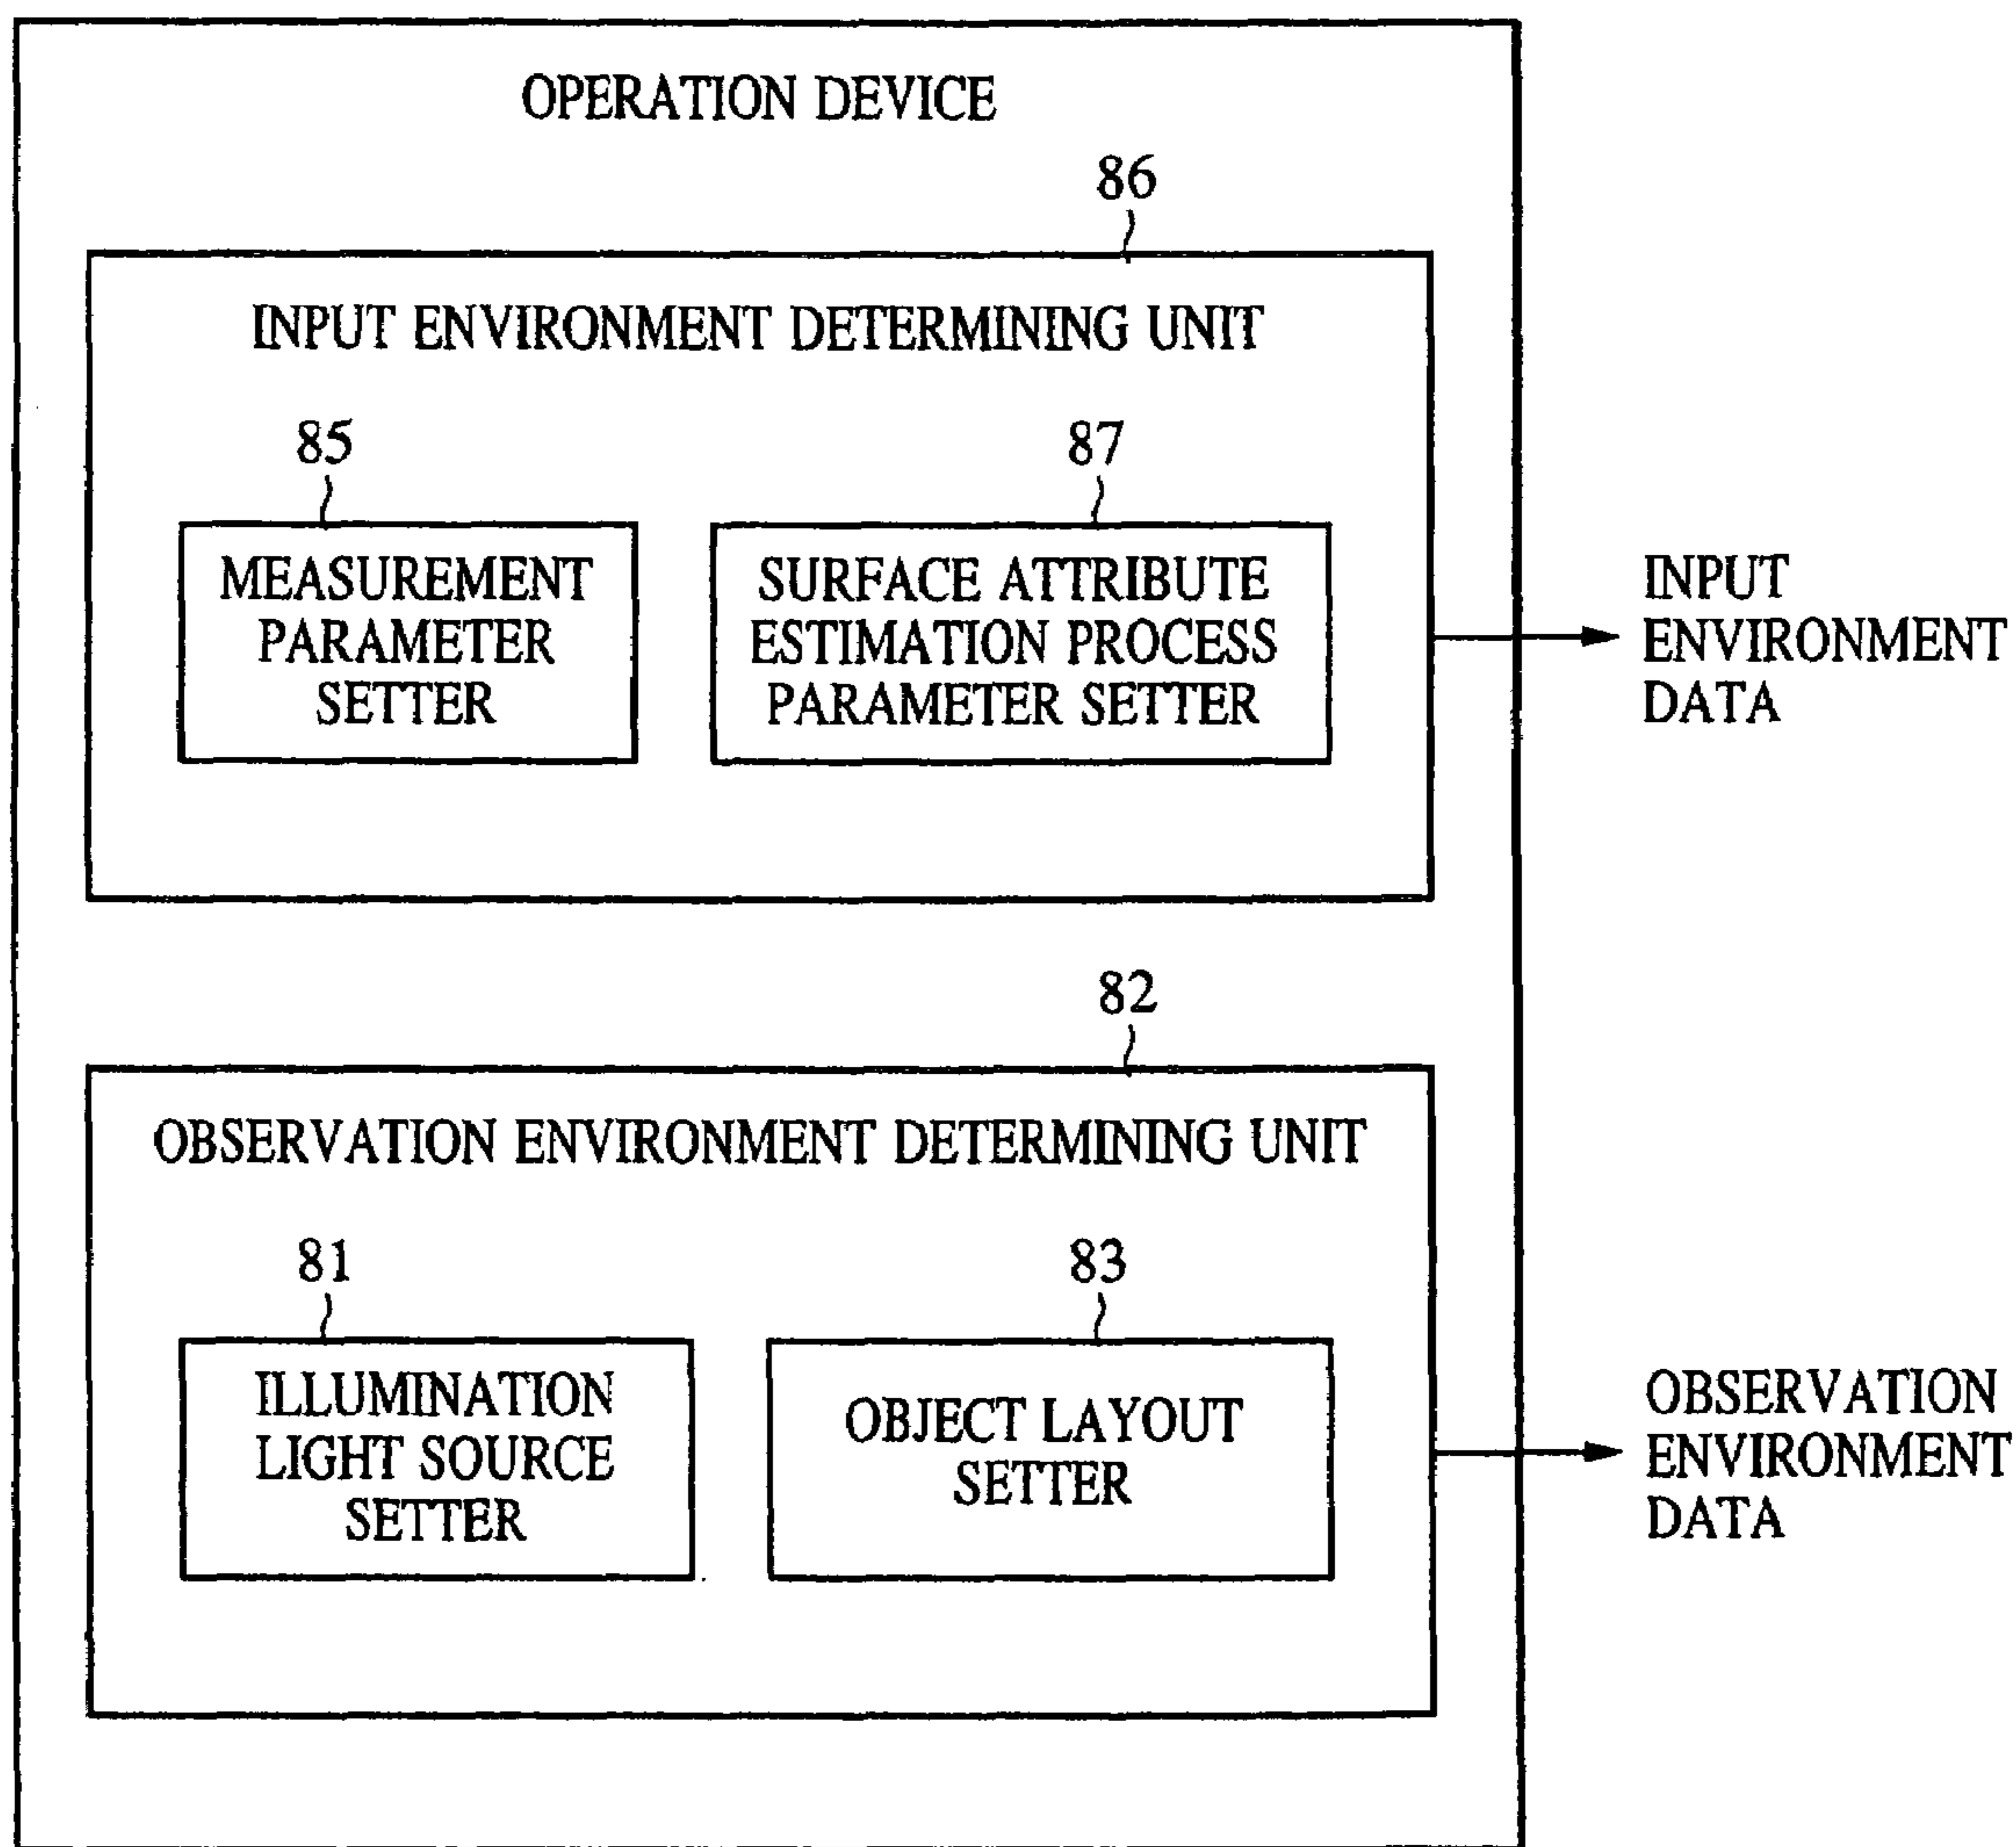 OPERATION DEVICE
86
INPUT ENVIRONMENT DETERMINING UNIT
85
MEASUREMENT
PARAMETER
SETTER
87
SURFACE ATTRIBUTE
ESTIMATION PROCESS
PARAMETER SETTER
INPUT
ENVIRONMENT
DATA
82
OBSERVATION ENVIRONMENT DETERMINING UNIT
81
ILLUMINATION
LIGHT SOURCE
SETTER
83
OBJECT LAYOUT
SETTER
OBSERVATION
ENVIRONMENT
DATA